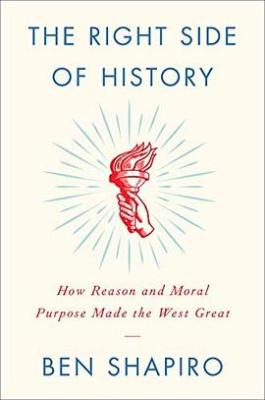 THE RIGHT SIDE
OF HISTORY
How Reason and Moral
Purpose Made the West Great
BEN SHAPIRO